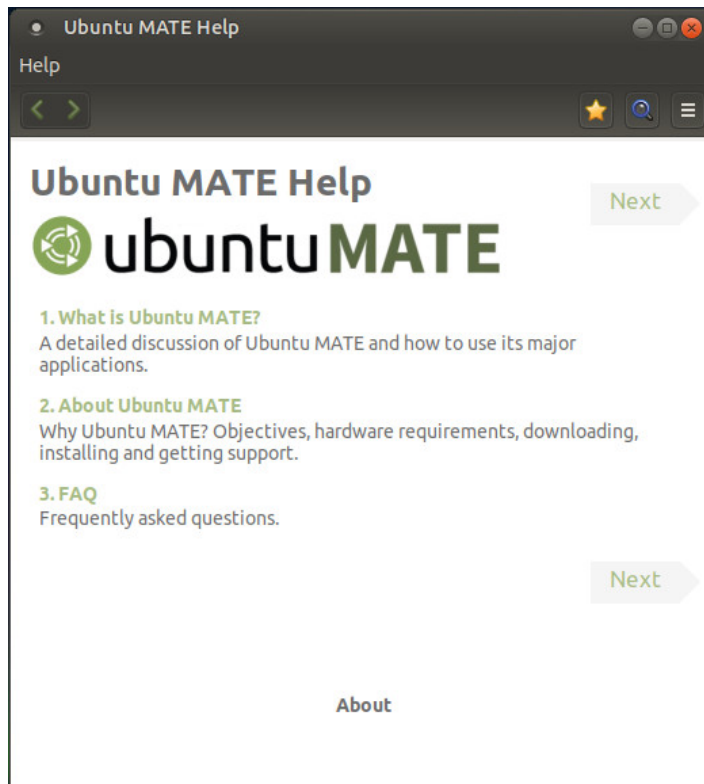 Ubuntu MATE Help
Help
Ubuntu MATE Help
Next
ubuntu MATE
1. What is Ubuntu MATE?
A detailed discussion of Ubuntu MATE and how to use its major
applications.
2. About Ubuntu MATE
Why Ubuntu MATE? Objectives, hardware requirements, downloading,
installing and getting support.
3. FAQ
Frequently asked questions.
Next
About